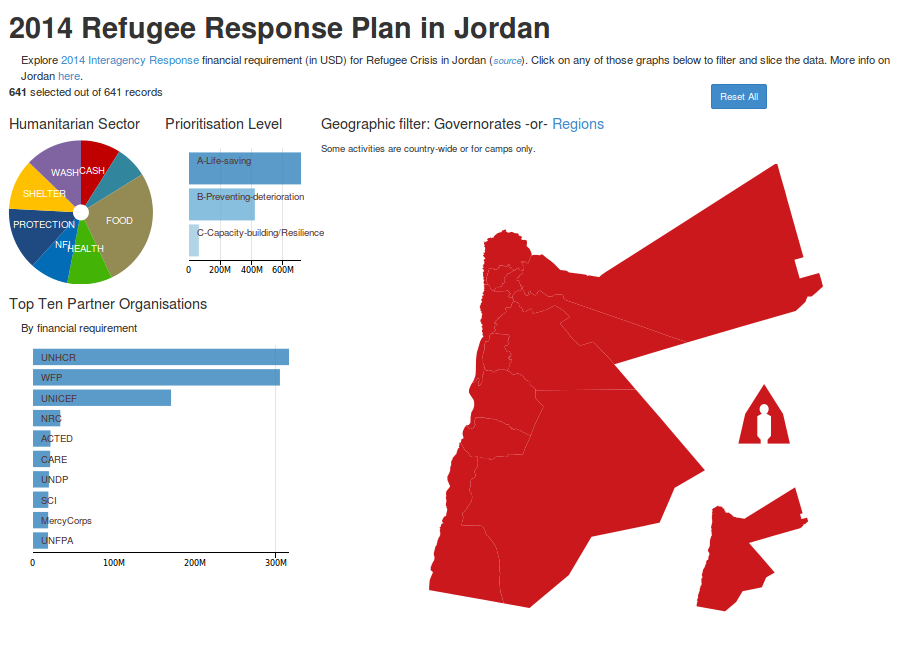 2014 Refugee Response Plan in Jordan
Explore 2014 Interagency Response financial requirement (in USD) for Refugee Crisis in Jordan (source). Click on any of those graphs below to filter and slice the data. More info on
Jordan here.
641 selected out of 641 records
Reset All
Humanitarian Sector
WASH
CASH
SHELTER
FOOD
PROTECTION
NFI
HEALTH
Prioritisation Level
A-Life-saving
B-Preventing-deterioration
C-Capacity-building/Resilience
0 200M 400M 600M
Geographic filter: Governorates -or- Regions
Some activities are country-wide or for camps only.
Top Ten Partner Organisations
By financial requirement
UNHCR
WFP
UNICEF
NRC
ACTED
CARE
UNDP
SCI
MercyCorps
UNFPA
0 100M 200M 300M